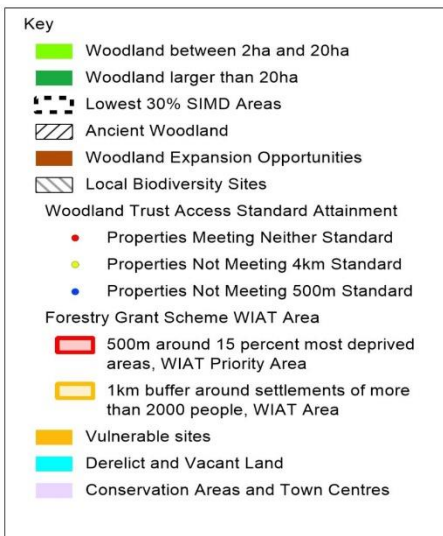 Key
Woodland between 2ha and 20ha
Woodland larger than 20ha
Lowest 30% SIMD Areas
Ancient Woodland
Woodland Expansion Opportunities
Local Biodiversity Sites
Woodland Trust Access Standard Attainment
Properties Meeting Neither Standard
Properties Not Meeting 4km Standard
Properties Not Meeting 500m Standard
Forestry Grant Scheme WIAT Area
500m around 15 percent most deprived
areas, WIAT Priority Area
1km buffer around settlements of more
than 2000 people, WIAT Area
Vulnerable sites
Derelict and Vacant Land
Conservation Areas and Town Centres